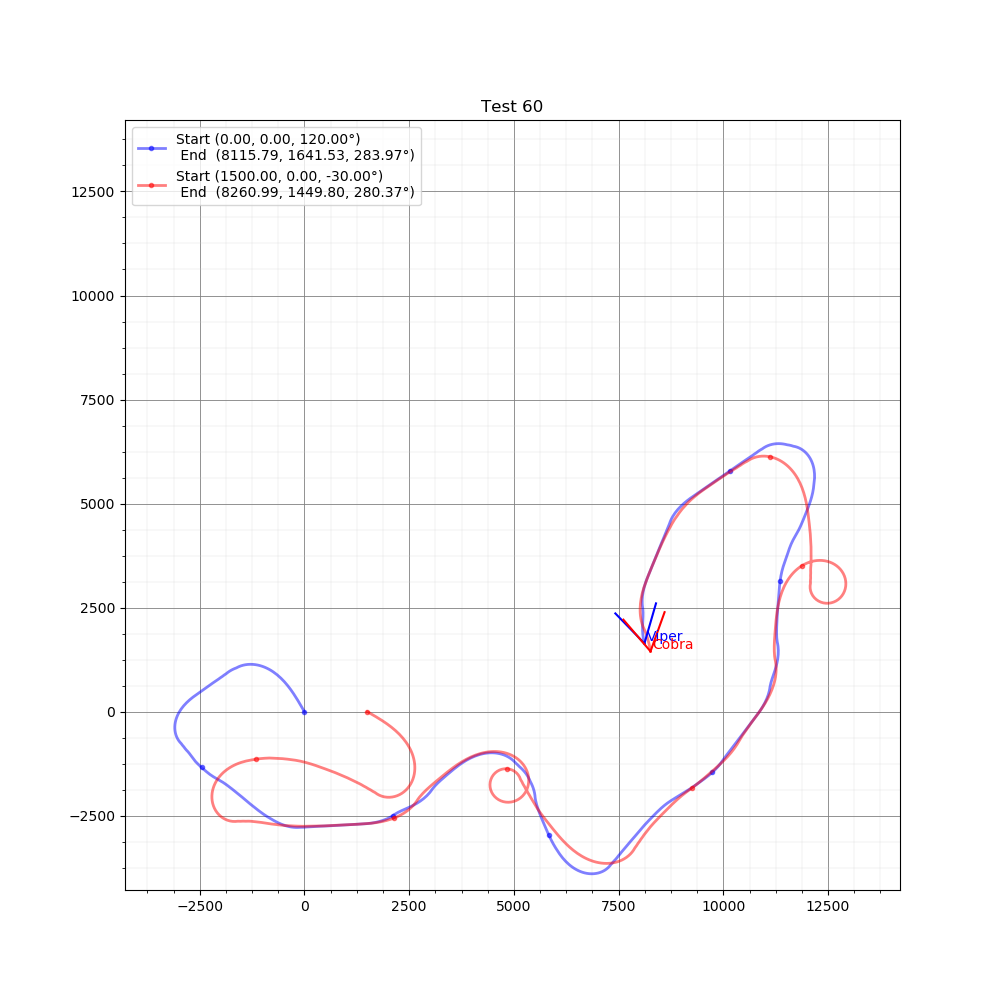 Test 60
Start (0.00, 0.00, 120.00°)
End (8115.79, 1641.53, 283.97°)
Start (1500.00, 0.00, -30.00°)
End (8260.99, 1449.80, 280.37°)
12500
10000
7500
5000
2500
0
−2500
Viper
Cobra
−2500 0 2500 5000 7500 10000 12500